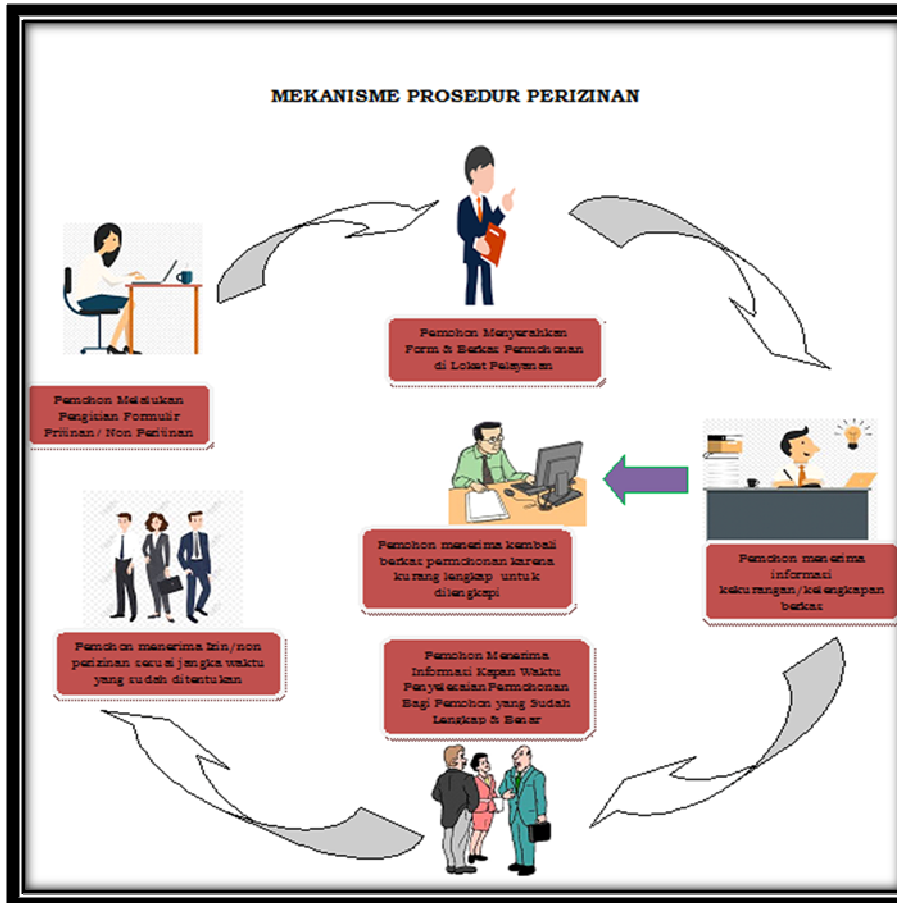 MEKANISME PROSEDUR PERIZINAN
Pemohon Menyerahkan
Form & Berkas Permohonan
di Loket Pelayanan
Pemohon Melalukan
Pengisian Formulir
Prizinan/ Non Perizinan
Pemohon menerima kembali
berkas permohonan karena
kurang lengkap untuk
dilengkapi
Pemohon menerima
informasi
kekurangan/kelengkapan
berkas
Pemohon menerima Izin/non
perizinan sesuai jangka waktu
yang sudah ditentukan
Pemohon Menerima
Informasi Kapan Waktu
Penyelesaian Permohonan
Bagi Pemohon yang Sudah
Lengkap & Benar